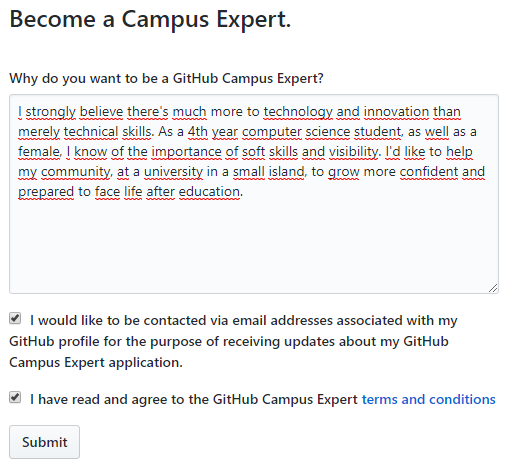 Become a Campus Expert.
Why do you want to be a GitHub Campus Expert?
I strongly believe there's much more to technology and innovation than
merely technical skills. As a 4th year computer science student, as well as a
female, I know of the importance of soft skills and visibility. I'd like to help
my community, at a university in a small island, to grow more confident and
prepared to face life after education.
I would like to be contacted via email addresses associated with my
GitHub profile for the purpose of receiving updates about my GitHub
Campus Expert application.
I have read and agree to the GitHub Campus Expert terms and conditions
Submit